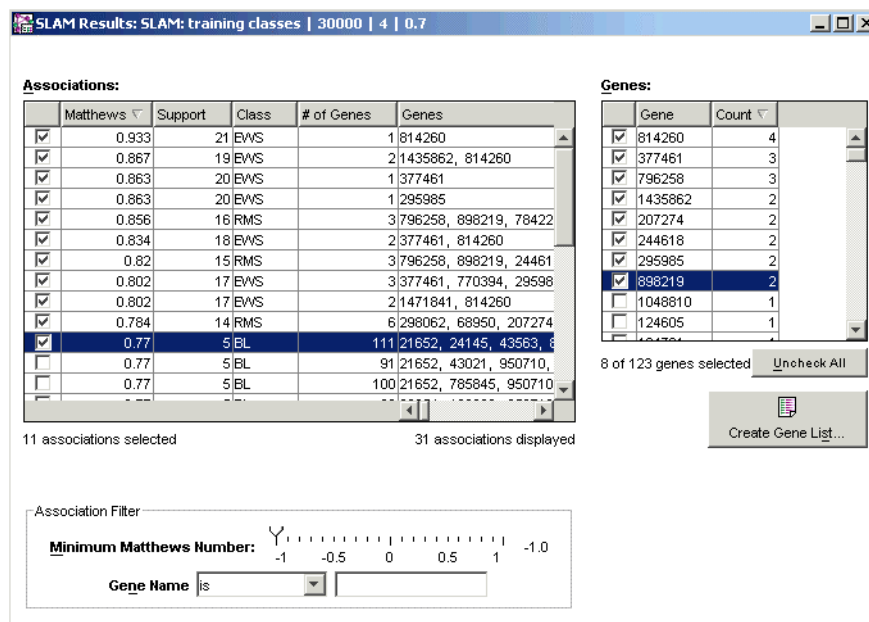 SLAM Results: SLAM: training classes | 30000 | 4 | 0.7
Associations:
Matthews Support Class # of Genes Genes
0.933 21 EWS 1 814260
0.867 19 EWS 2 1435862, 814260
0.863 20 EWS 1 377461
0.863 20 EWS 1 295985
0.856 16 RMS 3 796258, 898219, 78422
0.834 18 EWS 2 377461, 814260
0.82 15 RMS 3 796258, 898219, 24461
0.802 17 EWS 3 377461, 770394, 29598
0.802 17 EWS 2 1471841, 814260
0.784 14 RMS 6 298062, 68950, 207274
0.77 5 BL 111 21652, 24145, 43563, 8
0.77 5 BL 91 21652, 43021, 950710,
0.77 5 BL 100 21652, 785845, 950710
11 associations selected
31 associations displayed
Genes:
Gene Count
814260 4
377461 3
796258 3
1435862 2
207274 2
244618 2
295985 2
898219 2
1048810 1
124605 1
8 of 123 genes selected
Uncheck All
Create Gene List...
Association Filter
Minimum Matthews Number:
-1 -0.5 0 0.5 1
-1.0
Gene Name is